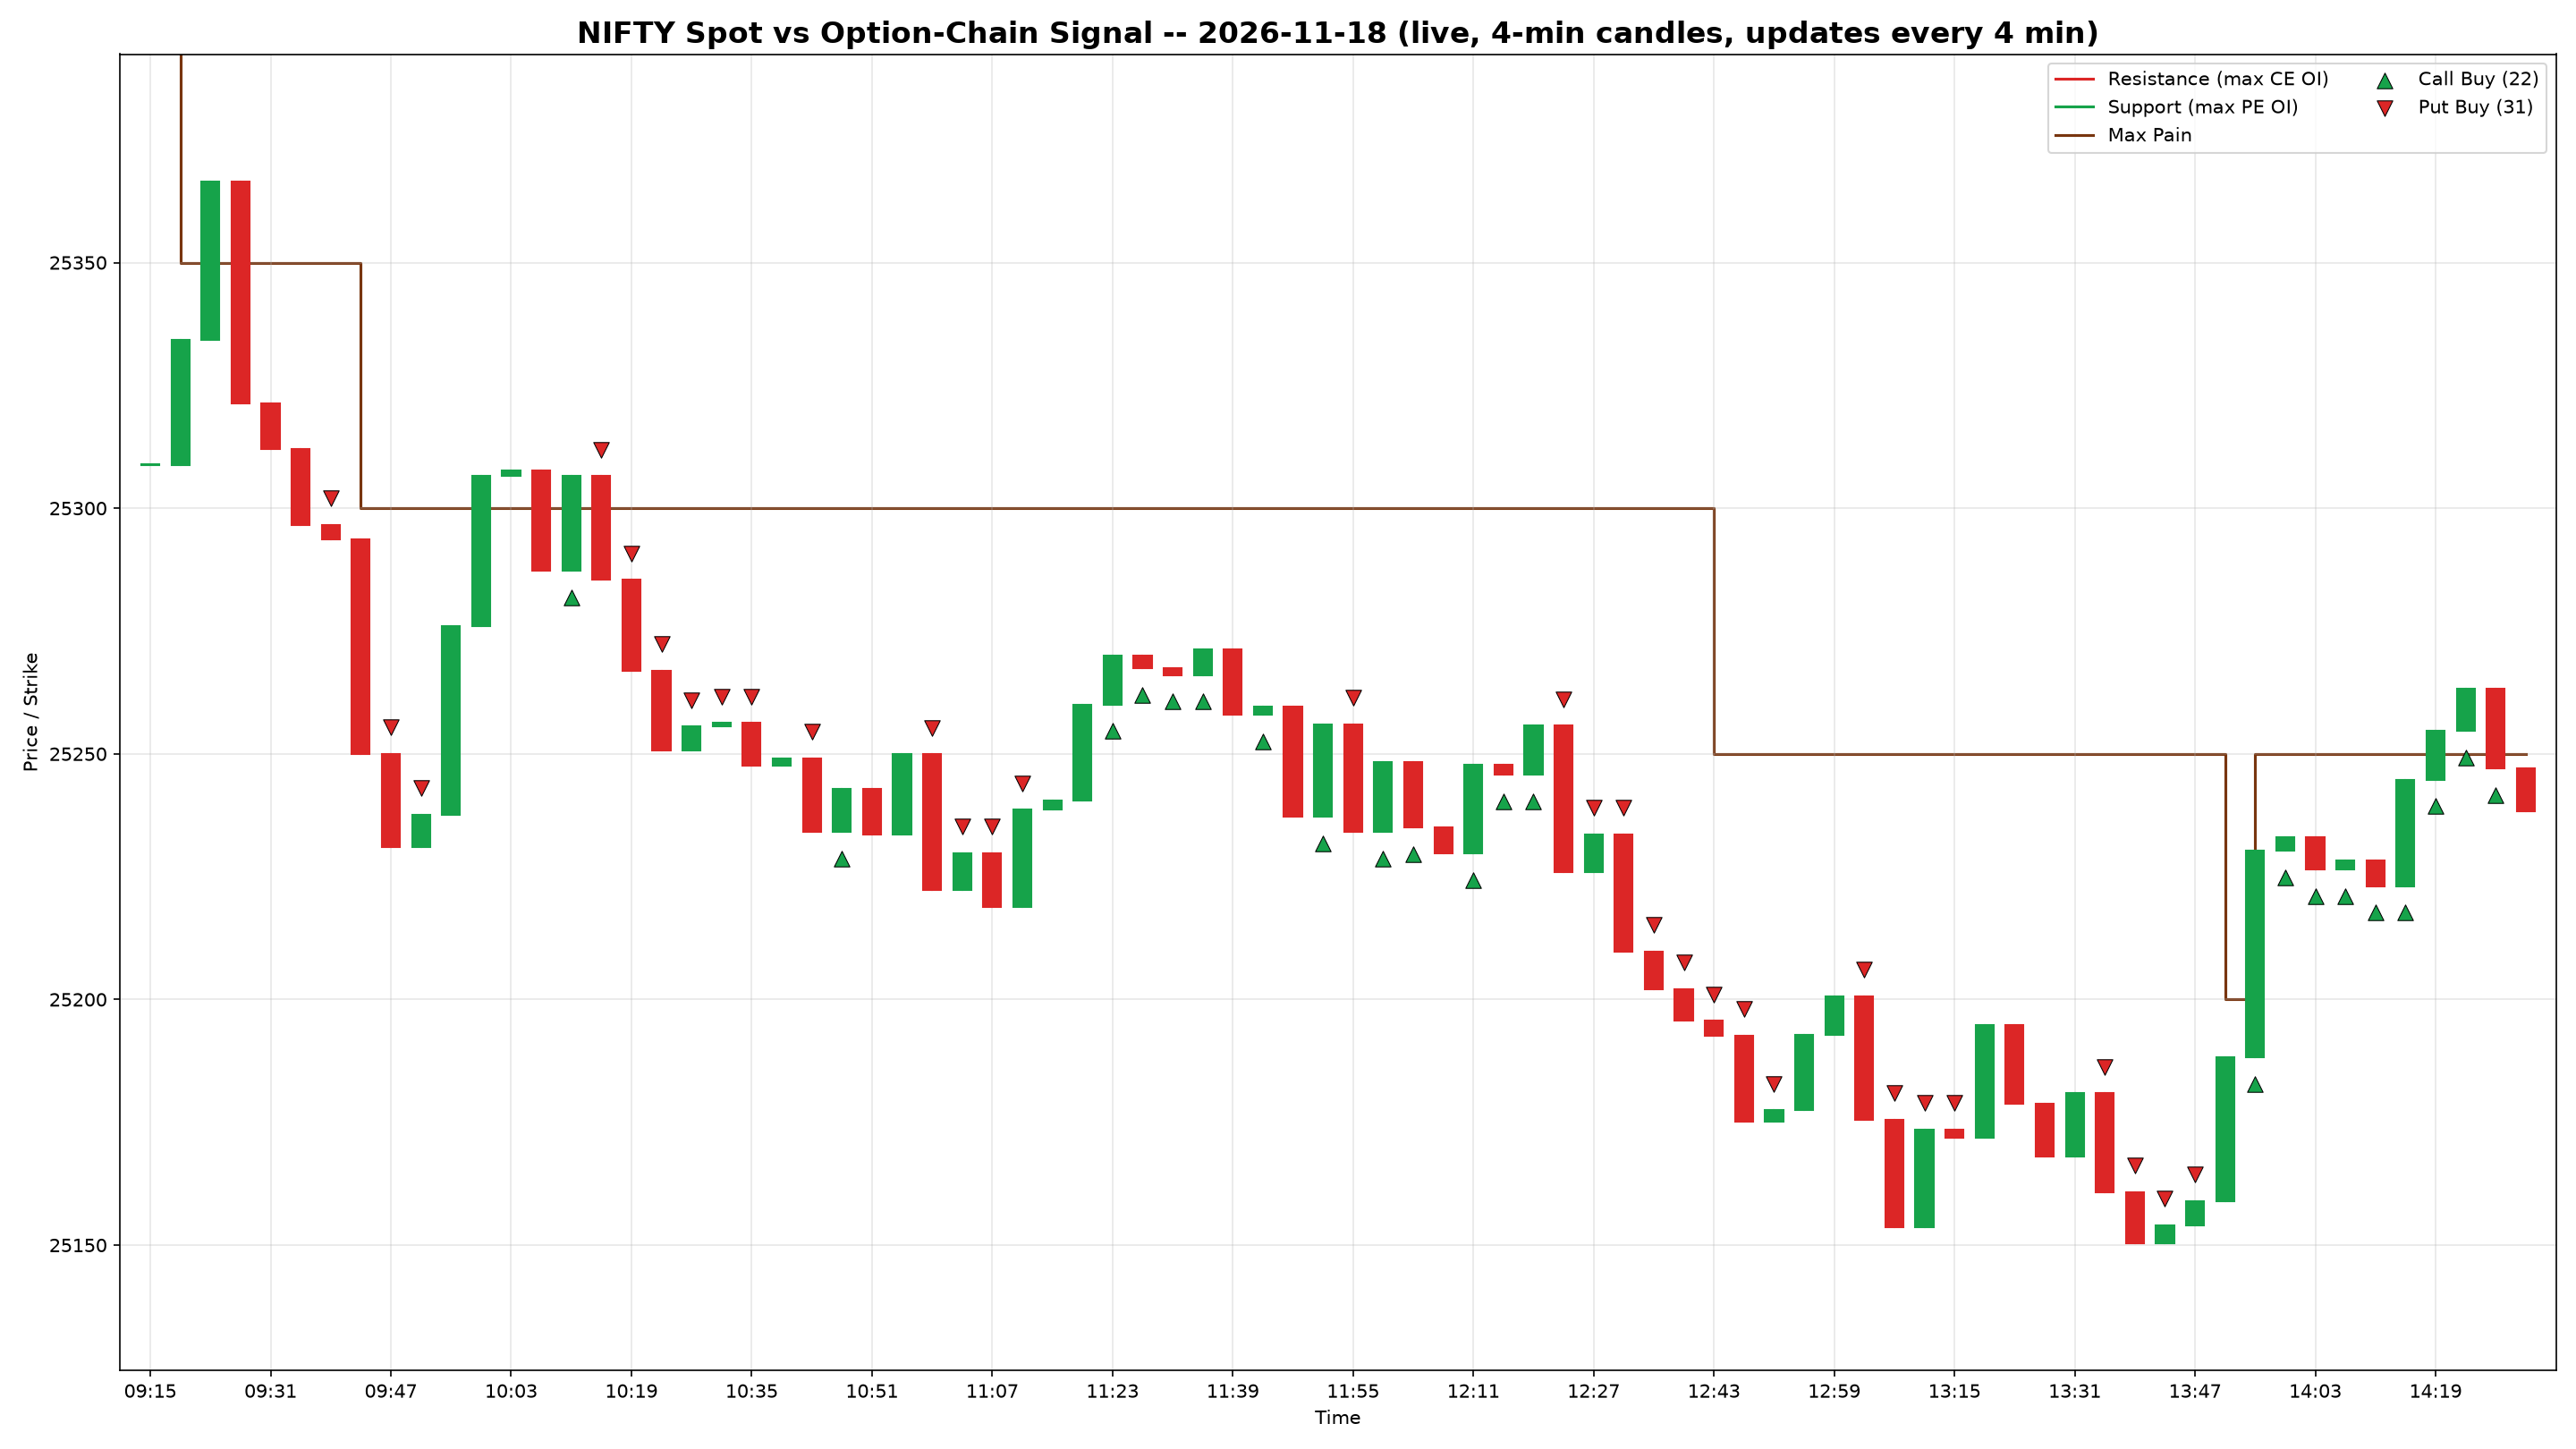 NIFTY Spot vs Option-Chain Signal -- 2026-11-18 (live, 4-min candles, updates every 4 min)
Resistance (max CE OI)
Support (max PE OI)
Max Pain
Call Buy (22)
Put Buy (31)
Price / Strike
25350
25300
25250
25200
25150
09:15 09:31 09:47 10:03 10:19 10:35 10:51 11:07 11:23 11:39 11:55 12:11 12:27 12:43 12:59 13:15 13:31 13:47 14:03 14:19
Time